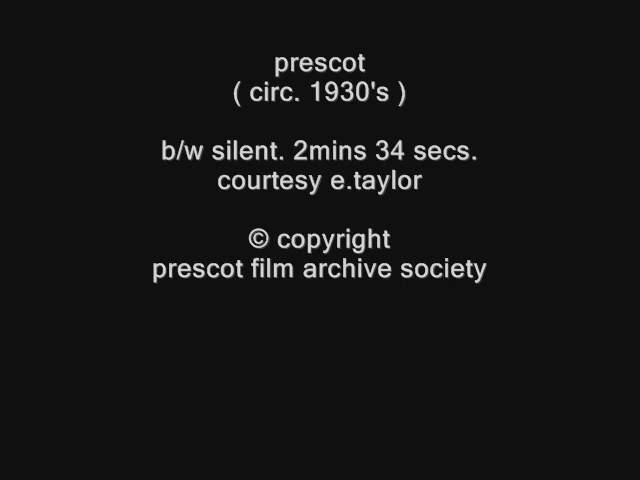 prescot
( circ. 1930's )
b/w silent. 2mins 34 secs.
courtesy e.taylor
© copyright
prescot film archive society